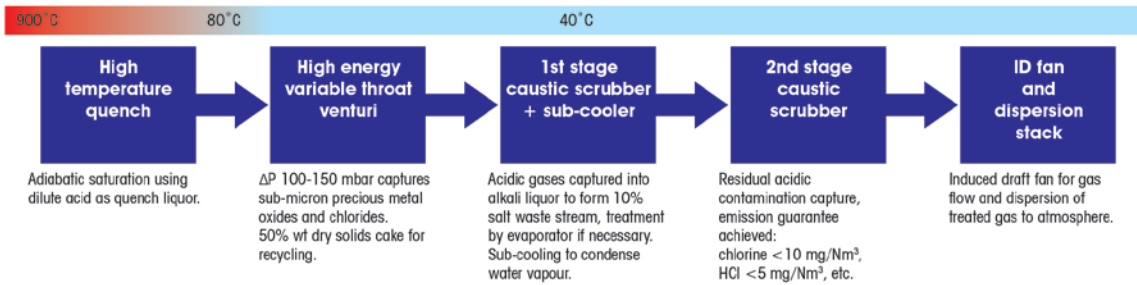 900˚C
80˚C
40˚C
High
temperature
quench
High energy
variable throat
venturi
1st stage
caustic scrubber
+ sub-cooler
2nd stage
caustic
scrubber
ID fan
and
dispersion
stack
Adiabatic saturation using
dilute acid as quench liquor.
ΔP 100-150 mbar captures
sub-micron precious metal
oxides and chlorides.
50% wt dry solids cake for
recycling.
Acidic gases captured into
alkali liquor to form 10%
salt waste stream, treatment
by evaporator if necessary.
Sub-cooling to condense
water vapour.
Residual acidic
contamination capture,
emission guarantee
achieved:
chlorine <10 mg/Nm³,
HCl <5 mg/Nm³, etc.
Induced draft fan for gas
flow and dispersion of
treated gas to atmosphere.